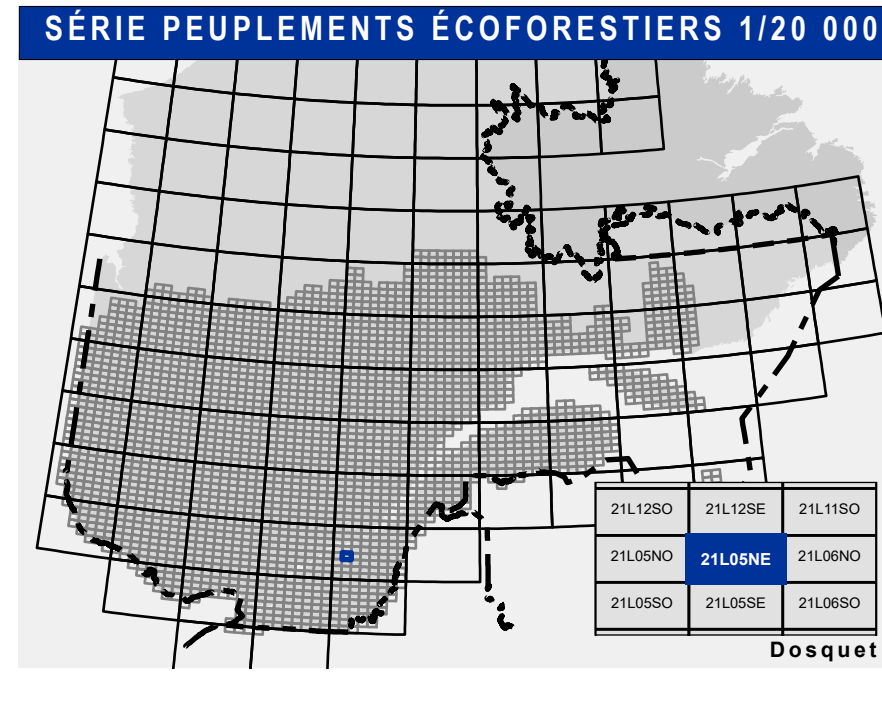 SÉRIE PEUPLEMENTS ÉCOFORESTIERS 1/20 000
21L12SO 21L12SE 21L11SO
21L05NO 21L05NE 21L06NO
21L05SO 21L05SE 21L06SO
Dosquet